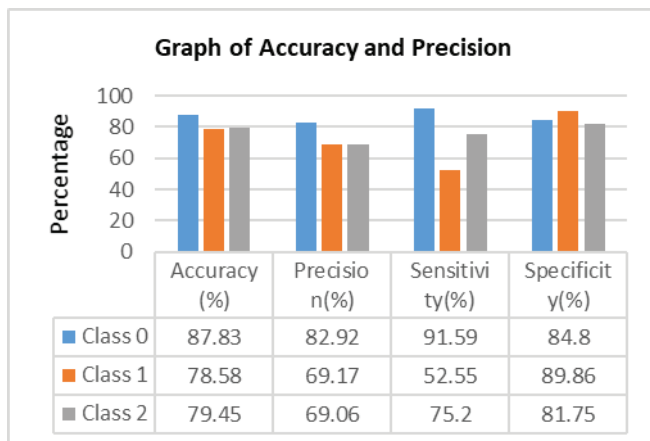 Graph of Accuracy and Precision
Percentage
100
80
60
40
20
0
Accuracy Precisio Sensitivi Specificit
(%) n(%) ty(%) y(%)
Class 0 87.83 82.92 91.59 84.8
Class 1 78.58 69.17 52.55 89.86
Class 2 79.45 69.06 75.2 81.75